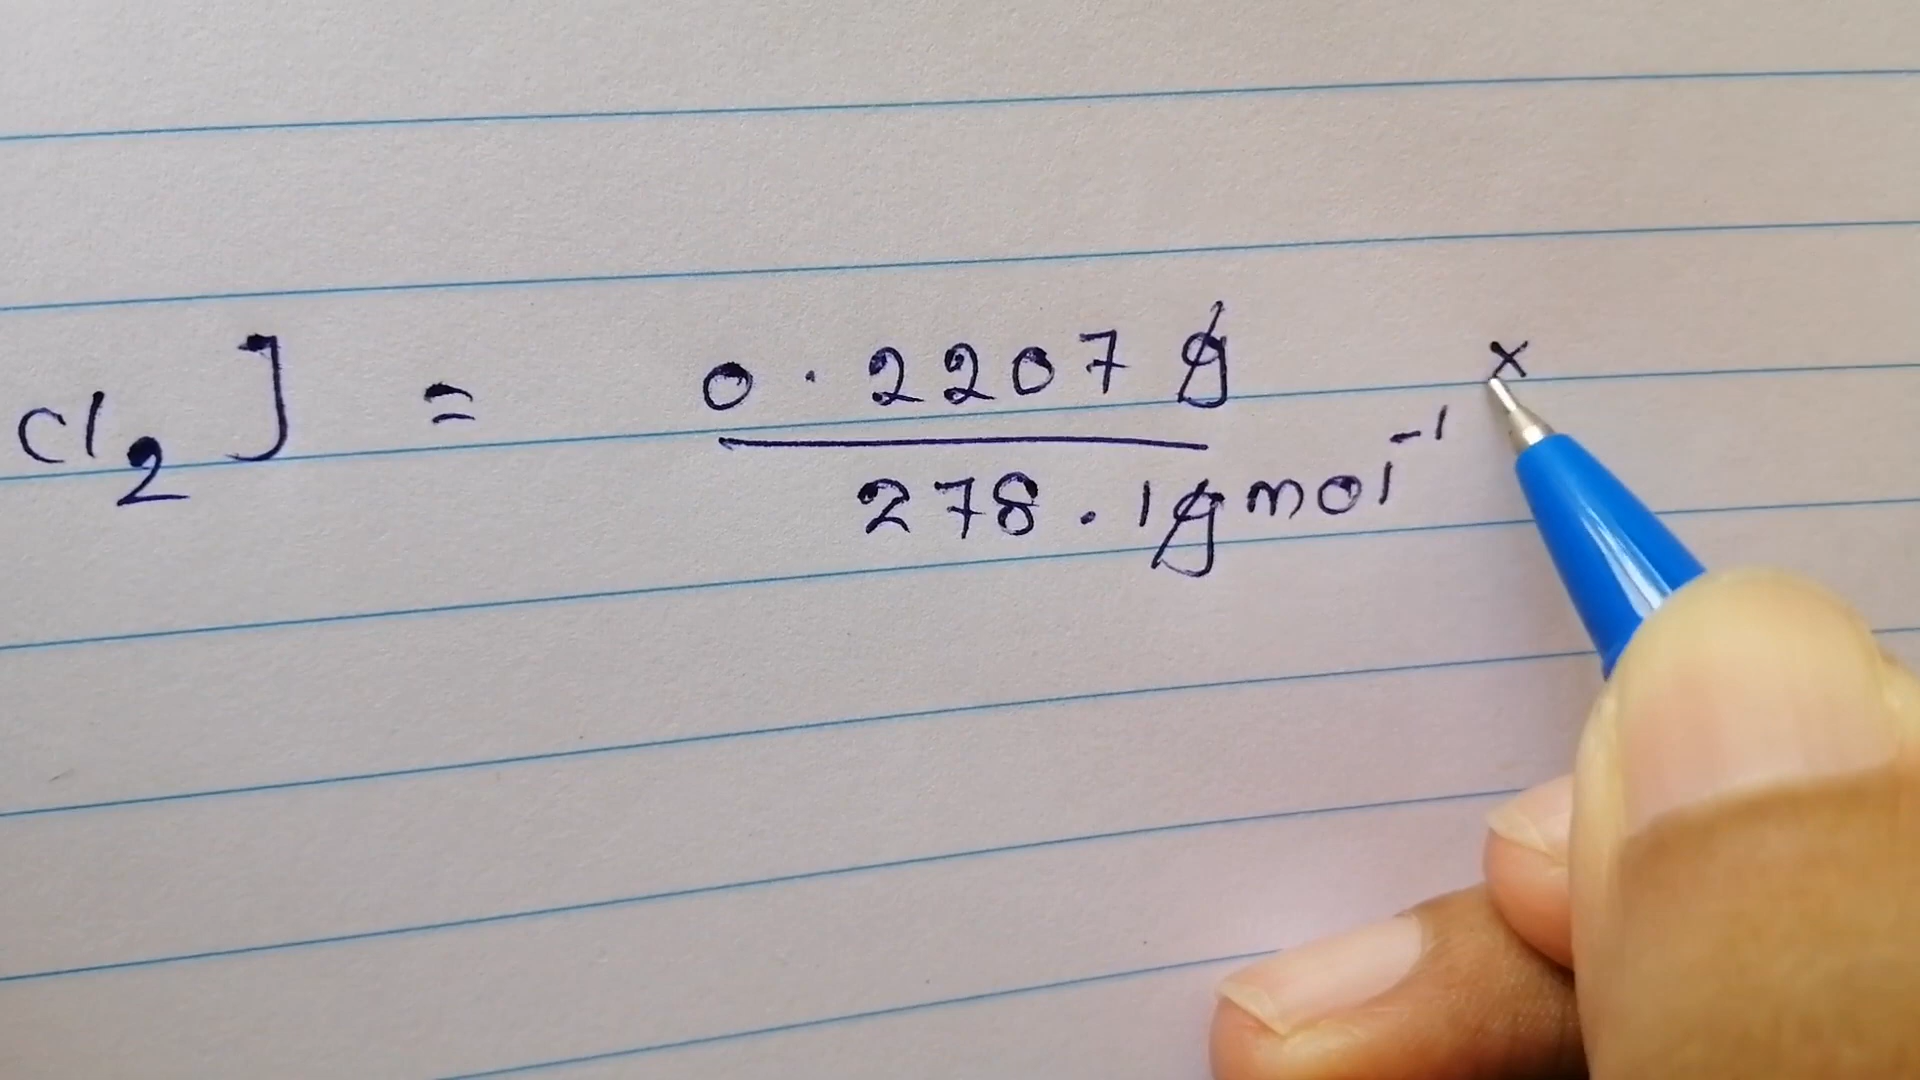 Cl₂ ] = 0.2207 g ×
278.1 g mol⁻¹